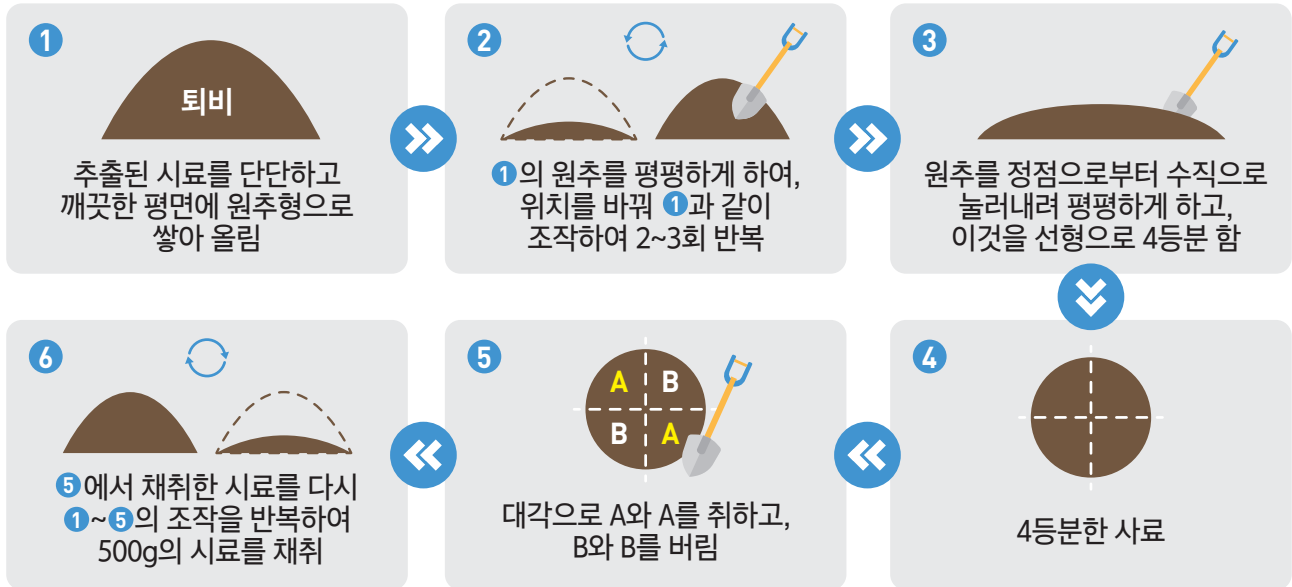 1
퇴비
추출된 시료를 단단하고
깨끗한 평면에 원추형으로
쌓아 올림
2
1의 원추를 평평하게 하여,
위치를 바꿔 1과 같이
조작하여 2~3회 반복
3
원추를 정점으로부터 수직으로
눌러내려 평평하게 하고,
이것을 선형으로 4등분 함
4
4등분한 사료
5
A B
B A
대각으로 A와 A를 취하고,
B와 B를 버림
6
5에서 채취한 시료를 다시
1~5의 조작을 반복하여
500g의 시료를 채취